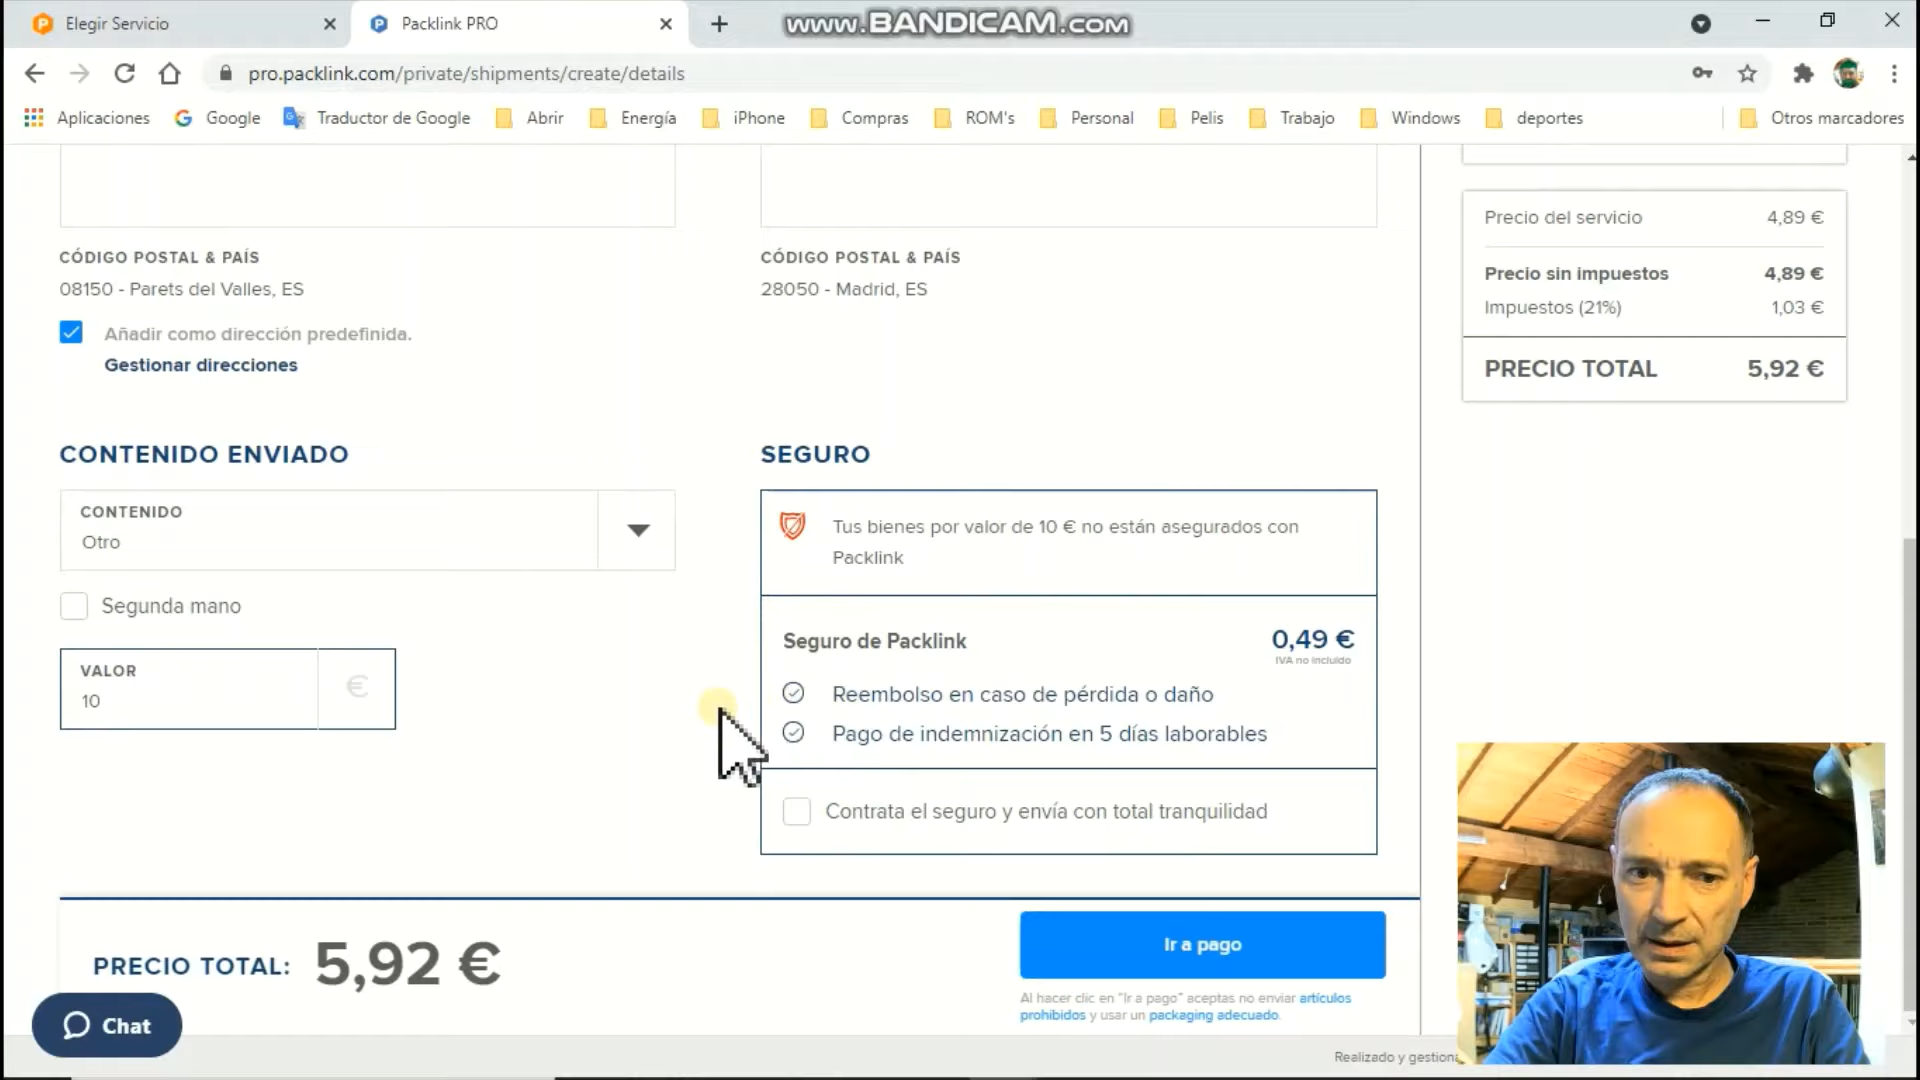 Elegir Servicio
Packlink PRO
www.BANDICAM.com
pro.packlink.com/private/shipments/create/details
Aplicaciones
Google
Traductor de Google
Abrir
Energía
iPhone
Compras
ROM's
Personal
Pelis
Trabajo
Windows
deportes
Otros marcadores
CÓDIGO POSTAL & PAÍS
08150 - Parets del Valles, ES
CÓDIGO POSTAL & PAÍS
28050 - Madrid, ES
Añadir como dirección predefinida.
Gestionar direcciones
Precio del servicio 4,89 €
Precio sin impuestos 4,89 €
Impuestos (21%) 1,03 €
PRECIO TOTAL 5,92 €
CONTENIDO ENVIADO
CONTENIDO
Otro
Segunda mano
VALOR
10
€
SEGURO
Tus bienes por valor de 10 € no están asegurados con
Packlink
Seguro de Packlink 0,49 €
IVA no incluido
Reembolso en caso de pérdida o daño
Pago de indemnización en 5 días laborables
Contrata el seguro y envía con total tranquilidad
PRECIO TOTAL: 5,92 €
Ir a pago
Al hacer clic en "Ir a pago" aceptas no enviar artículos
prohibidos y usar un packaging adecuado.
Chat
Realizado y gestiona